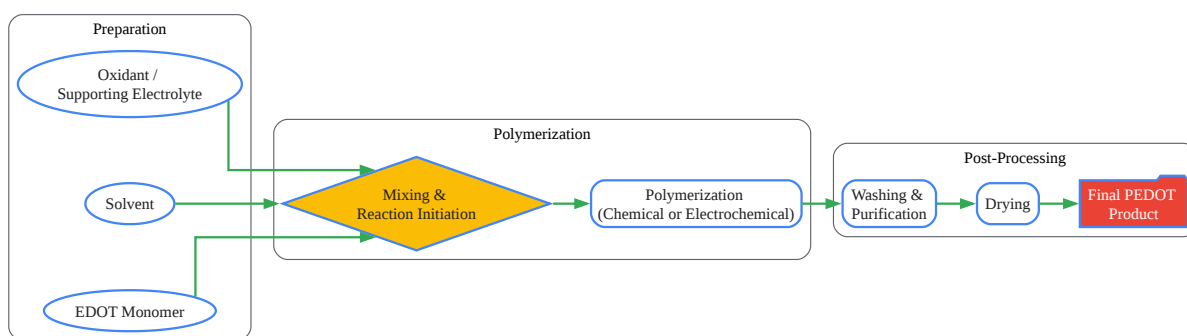 Preparation
Oxidant /
Supporting Electrolyte
Solvent
EDOT Monomer
Polymerization
Mixing &
Reaction Initiation
Polymerization
(Chemical or Electrochemical)
Post-Processing
Washing &
Purification
Drying
Final PEDOT
Product